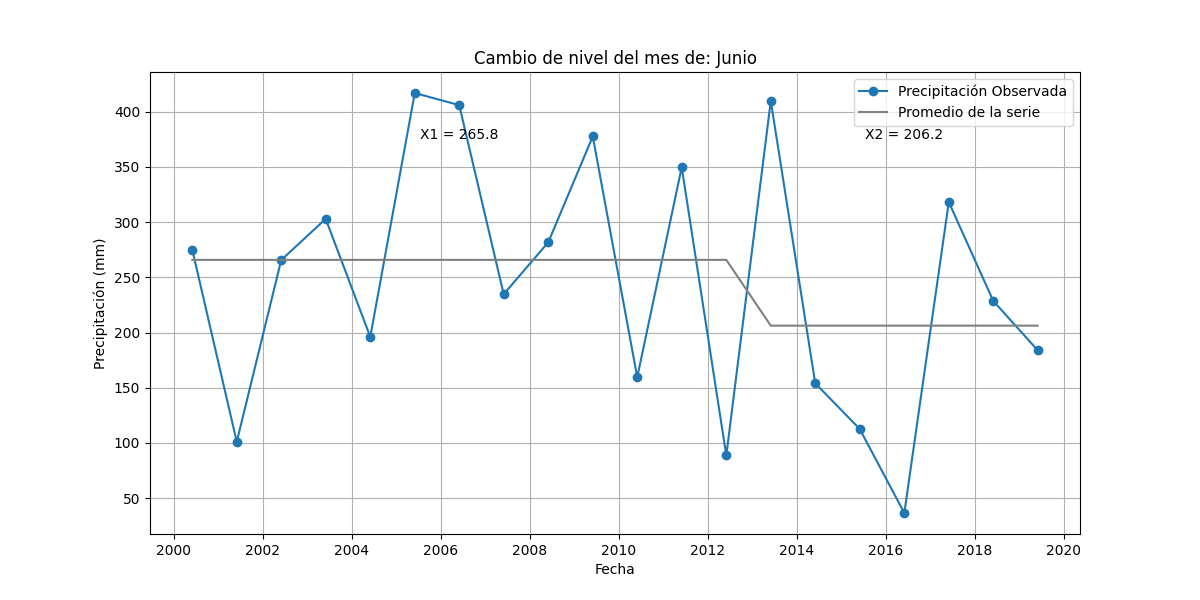 Cambio de nivel del mes de: Junio
Precipitación Observada
Promedio de la serie
X1 = 265.8
X2 = 206.2
Precipitación (mm)
400
350
300
250
200
150
100
50
2000 2002 2004 2006 2008 2010 2012 2014 2016 2018 2020
Fecha